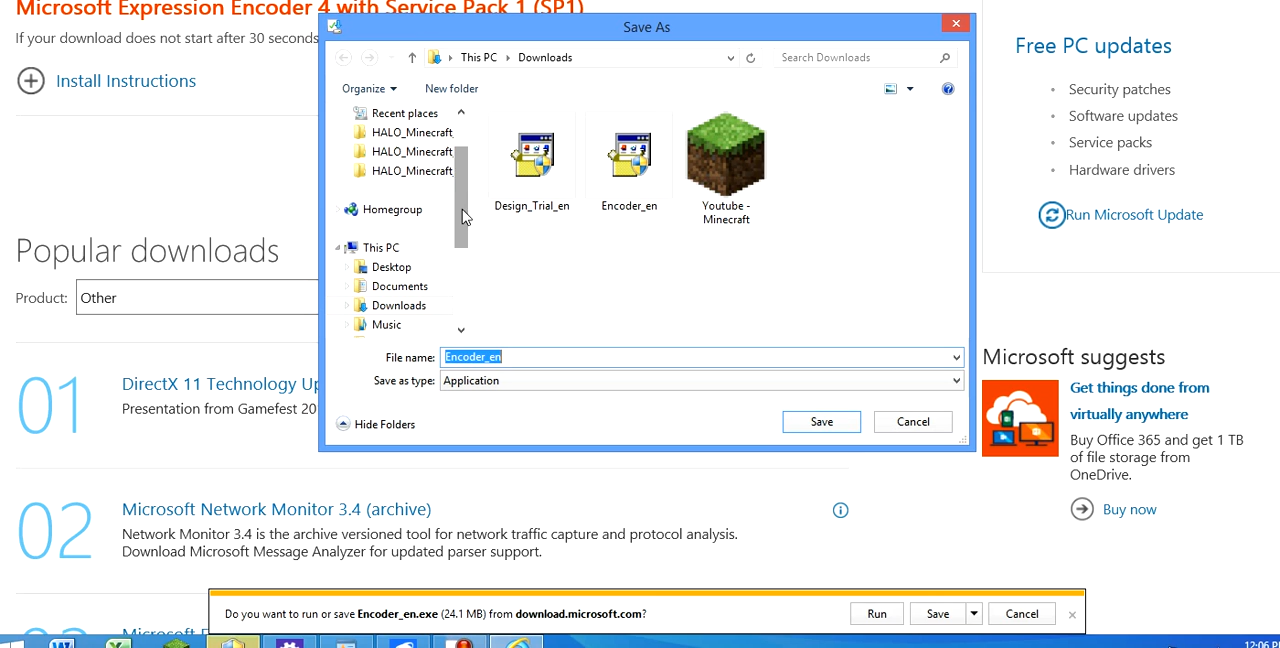 Microsoft Expression Encoder 4 with Service Pack 1 (SP1)
If your download does not start after 30 seconds
Install Instructions
Popular downloads
Product:
Other
01
DirectX 11 Technology Up
Presentation from Gamefest 20
02
Microsoft Network Monitor 3.4 (archive)
Network Monitor 3.4 is the archive versioned tool for network traffic capture and protocol analysis.
Download Microsoft Message Analyzer for updated parser support.
Microsoft
Save As
This PC
Downloads
Search Downloads
Organize
New folder
Recent places
HALO_Minecraft
HALO_Minecraft
HALO_Minecraft
Homegroup
This PC
Desktop
Documents
Downloads
Music
Design_Trial_en
Encoder_en
Youtube -
Minecraft
File name:
Encoder_en
Save as type:
Application
Hide Folders
Save
Cancel
Free PC updates
• Security patches
• Software updates
• Service packs
• Hardware drivers
Run Microsoft Update
Microsoft suggests
Get things done from
virtually anywhere
Buy Office 365 and get 1 TB
of file storage from
OneDrive.
Buy now
Do you want to run or save Encoder_en.exe (24.1 MB) from download.microsoft.com?
Run
Save
Cancel
12:06 P